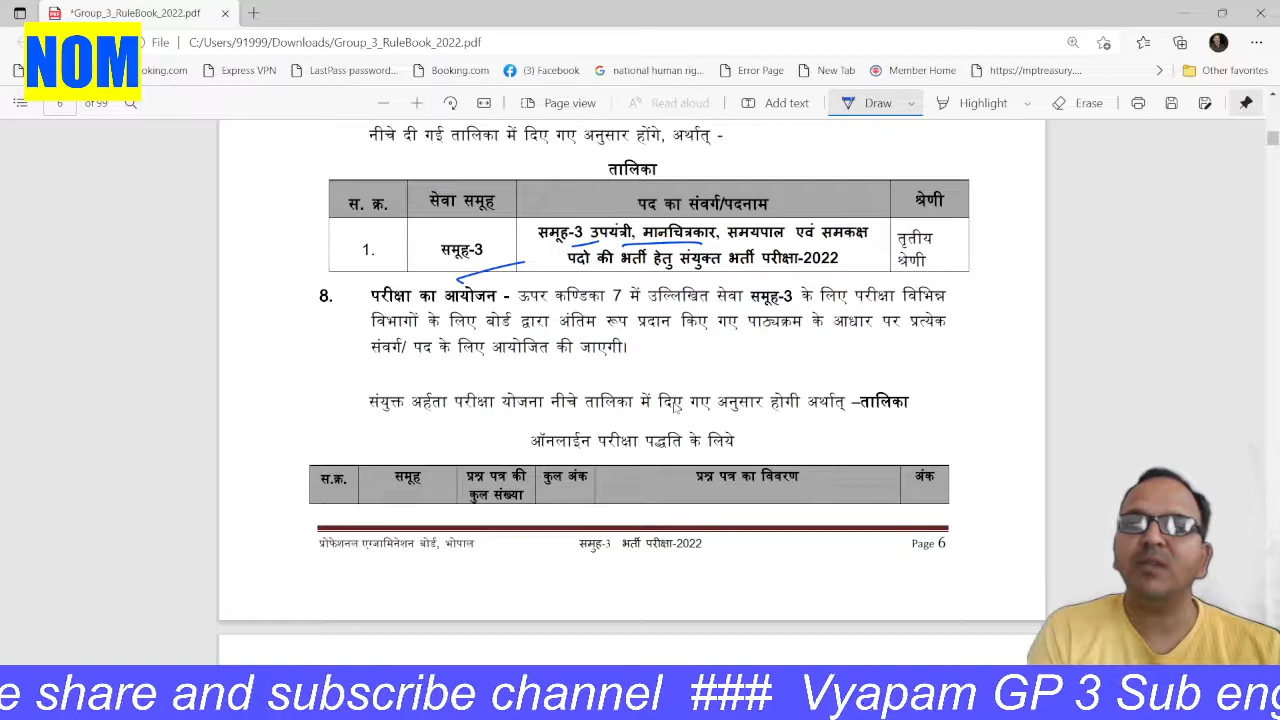 *Group_3_RuleBook_2022.pdf
NOM
File C:/Users/91999/Downloads/Group_3_RuleBook_2022.pdf
oking.com Express VPN LastPass password... Booking.com (3) Facebook national human rig... Error Page New Tab Member Home https://mptreasury.... Other favorites
6 of 99 Page view Read aloud Add text Draw Highlight Erase
नीचे दी गई तालिका में दिए गए अनुसार होंगे, अर्थात् -
तालिका
स. क्र. सेवा समूह पद का संवर्ग/पदनाम श्रेणी
1. समूह-3 समूह-3 उपयंत्री, मानचित्रकार, समयपाल एवं समकक्ष तृतीय
पदो की भर्ती हेतु संयुक्त भर्ती परीक्षा-2022 श्रेणी
8. परीक्षा का आयोजन - ऊपर कण्डिका 7 में उल्लिखित सेवा समूह-3 के लिए परीक्षा विभिन्न
विभागों के लिए बोर्ड द्वारा अंतिम रूप प्रदान किए गए पाठ्यक्रम के आधार पर प्रत्येक
संवर्ग/ पद के लिए आयोजित की जाएगी।
संयुक्त अर्हता परीक्षा योजना नीचे तालिका में दिए गए अनुसार होगी अर्थात् –तालिका
ऑनलाईन परीक्षा पद्धति के लिये
स.क्र. समूह प्रश्न पत्र की कुल अंक प्रश्न पत्र का विवरण अंक
कुल संख्या
प्रोफेशनल एग्जामिनेशन बोर्ड, भोपाल समुह-3 भर्ती परीक्षा-2022 Page 6
e share and subscribe channel ### Vyapam GP 3 Sub eng